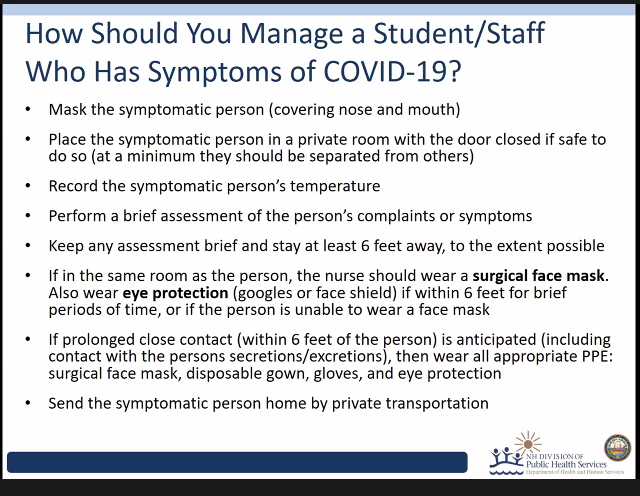 How Should You Manage a Student/Staff
Who Has Symptoms of COVID-19?
• Mask the symptomatic person (covering nose and mouth)
• Place the symptomatic person in a private room with the door closed if safe to
do so (at a minimum they should be separated from others)
• Record the symptomatic person's temperature
• Perform a brief assessment of the person's complaints or symptoms
• Keep any assessment brief and stay at least 6 feet away, to the extent possible
• If in the same room as the person, the nurse should wear a surgical face mask.
Also wear eye protection (googles or face shield) if within 6 feet for brief
periods of time, or if the person is unable to wear a face mask
• If prolonged close contact (within 6 feet of the person) is anticipated (including
contact with the persons secretions/excretions), then wear all appropriate PPE:
surgical face mask, disposable gown, gloves, and eye protection
• Send the symptomatic person home by private transportation
NH DIVISION OF
Public Health Services
Department of Health and Human Services